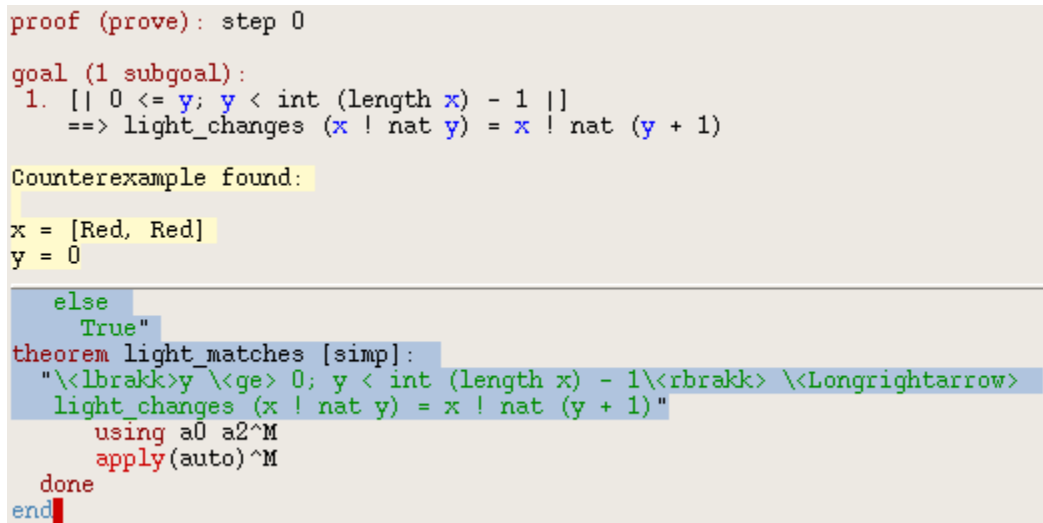 proof (prove): step 0
goal (1 subgoal):
1. [| 0 <= y; y < int (length x) - 1 |]
==> light_changes (x ! nat y) = x ! nat (y + 1)
Counterexample found:
x = [Red, Red]
y = 0
else
True"
theorem light_matches [simp]:
"\<lbrakk>y \<ge> 0; y < int (length x) - 1\<rbrakk> \<Longrightarrow>
light_changes (x ! nat y) = x ! nat (y + 1)"
using a0 a2^M
apply(auto)^M
done
end